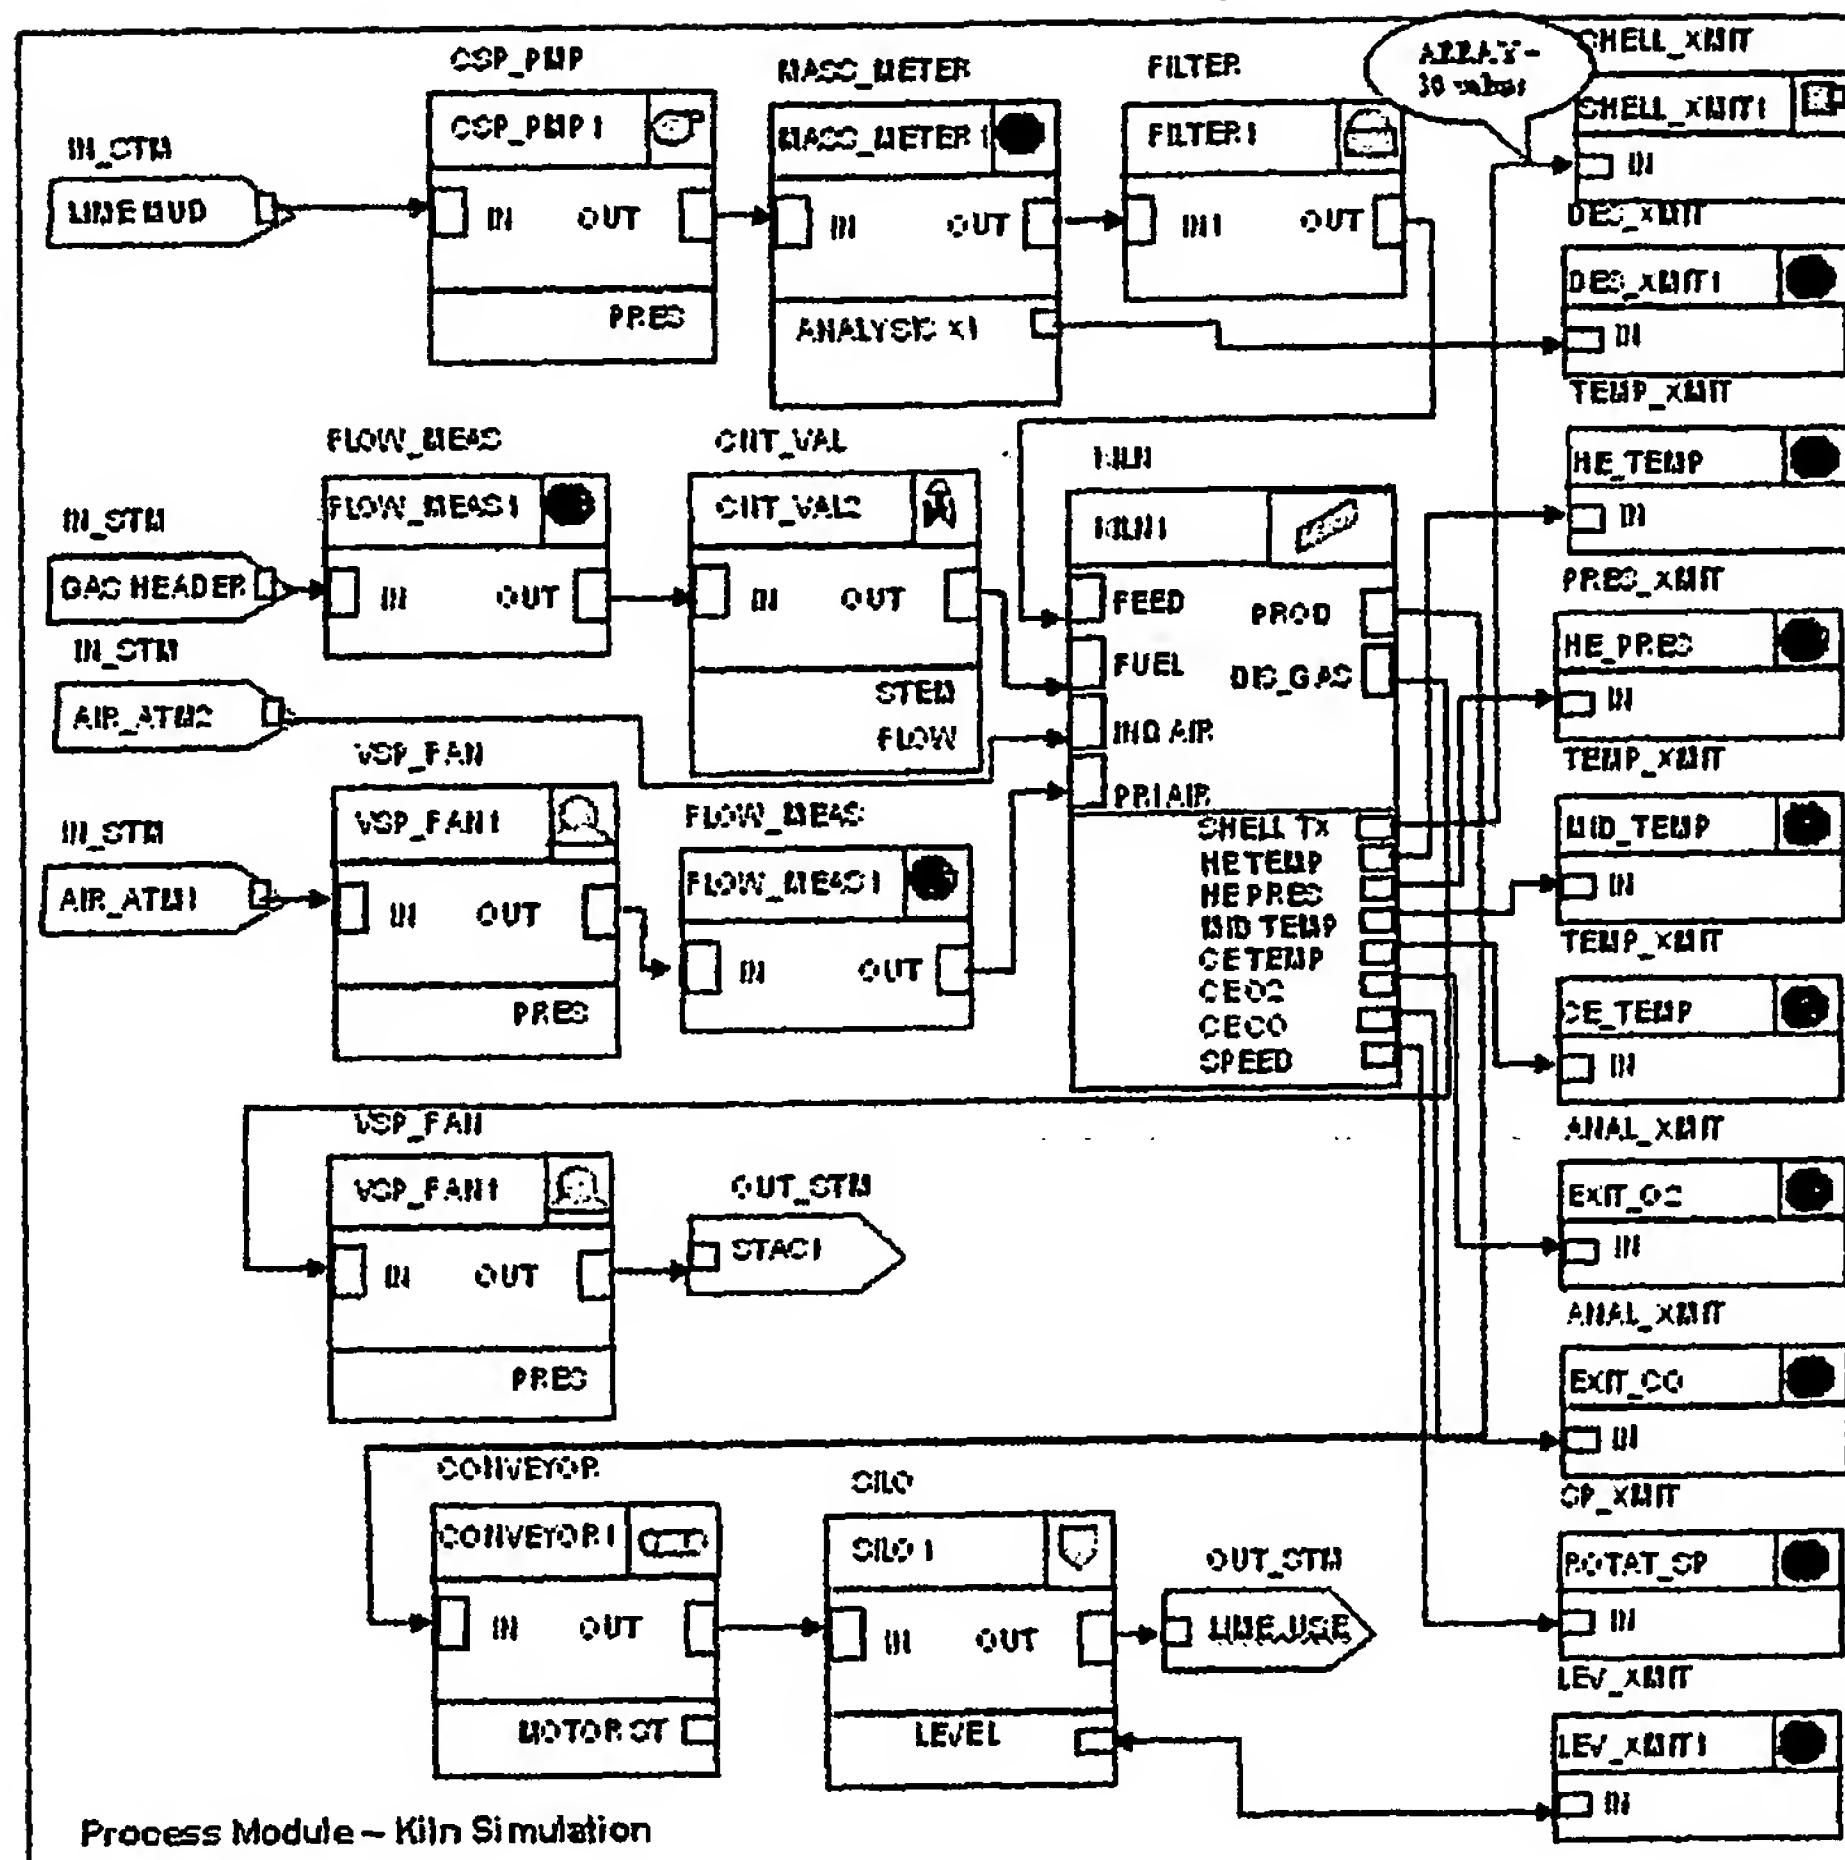 CSP_PMP
MASS_METER
FILTER
ARRAY -
30 values
SHELL_XMIT
IN_STM
LIME MUD
CSP_PMP1
IN OUT
PRES
MASS_METER1
IN OUT
ANALYSIS X1
FILTER1
IN1 OUT
SHELL_XMIT1
IN
DES_XMIT
DES_XMIT1
IN
TEMP_XMIT
HE_TEMP
IN
FLOW_MEAS
CNT_VAL
KILN
IN_STM
GAS HEADER
FLOW_MEAS1
IN OUT
CNT_VAL2
IN OUT
STEM
FLOW
KILN1
FEED PROD
FUEL DIS_GAS
IND AIR
PRI AIR
SHELL TX
HE TEMP
HE PRES
MID TEMP
CE TEMP
CE O2
CE CO
SPEED
PRES_XMIT
HE_PRES
IN
IN_STM
AIR_ATM2
TEMP_XMIT
MID_TEMP
IN
VSP_FAN
IN_STM
AIR_ATM1
VSP_FAN1
IN OUT
PRES
FLOW_MEAS
FLOW_MEAS1
IN OUT
TEMP_XMIT
CE_TEMP
IN
VSP_FAN
VSP_FAN1
IN OUT
PRES
OUT_STM
STAC1
ANAL_XMIT
EXIT_O2
IN
ANAL_XMIT
EXIT_CO
IN
CONVEYOR
CONVEYOR1
IN OUT
MOTOR ST
SILO
SILO 1
IN OUT
LEVEL
OUT_STM
LIME USE
SP_XMIT
ROTAT_SP
IN
LEV_XMIT
LEV_XMIT1
IN
Process Module – Kiln Simulation